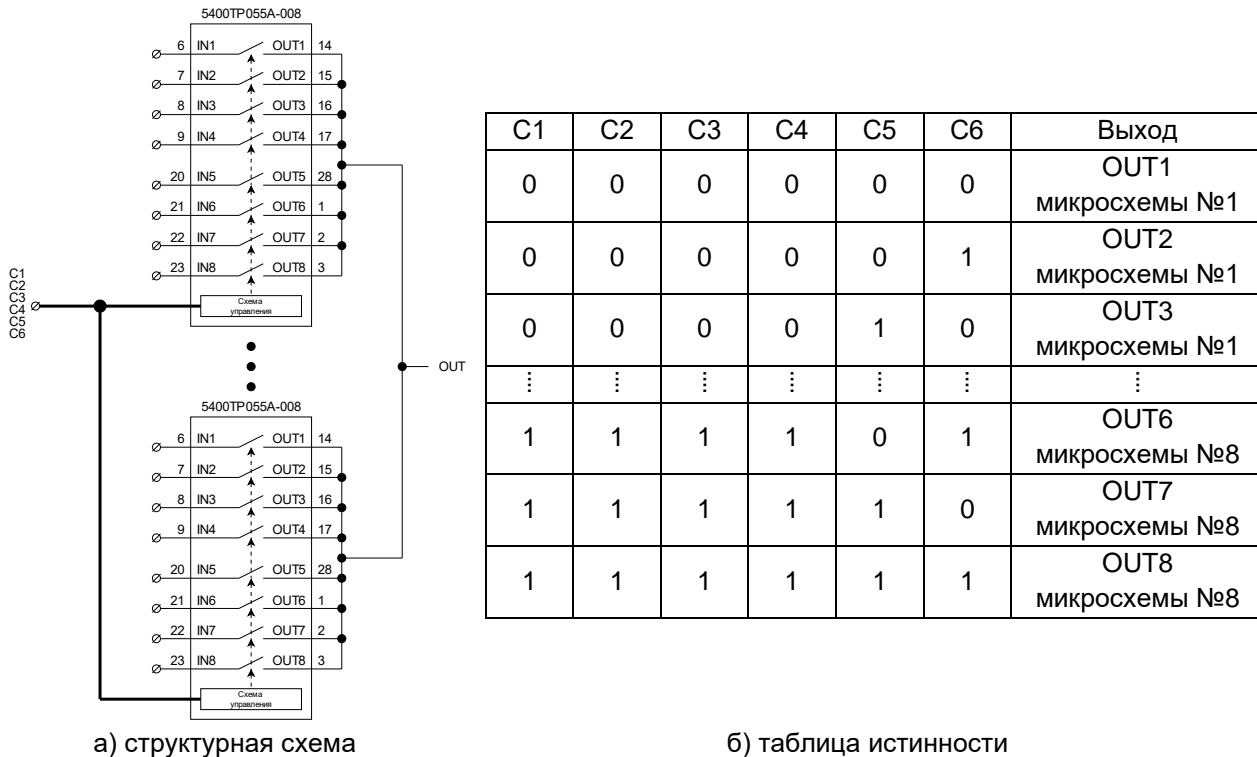 5400TP055A-008
6 IN1 OUT1 14
7 IN2 OUT2 15
8 IN3 OUT3 16
9 IN4 OUT4 17
20 IN5 OUT5 28
21 IN6 OUT6 1
22 IN7 OUT7 2
23 IN8 OUT8 3
Схема
управления
C1
C2
C3
C4
C5
C6
OUT
5400TP055A-008
6 IN1 OUT1 14
7 IN2 OUT2 15
8 IN3 OUT3 16
9 IN4 OUT4 17
20 IN5 OUT5 28
21 IN6 OUT6 1
22 IN7 OUT7 2
23 IN8 OUT8 3
Схема
управления
а) структурная схема
C1 C2 C3 C4 C5 C6 Выход
0 0 0 0 0 0 OUT1
микросхемы №1
0 0 0 0 0 1 OUT2
микросхемы №1
0 0 0 0 1 0 OUT3
микросхемы №1
⋮ ⋮ ⋮ ⋮ ⋮ ⋮ ⋮
1 1 1 1 0 1 OUT6
микросхемы №8
1 1 1 1 1 0 OUT7
микросхемы №8
1 1 1 1 1 1 OUT8
микросхемы №8
б) таблица истинности